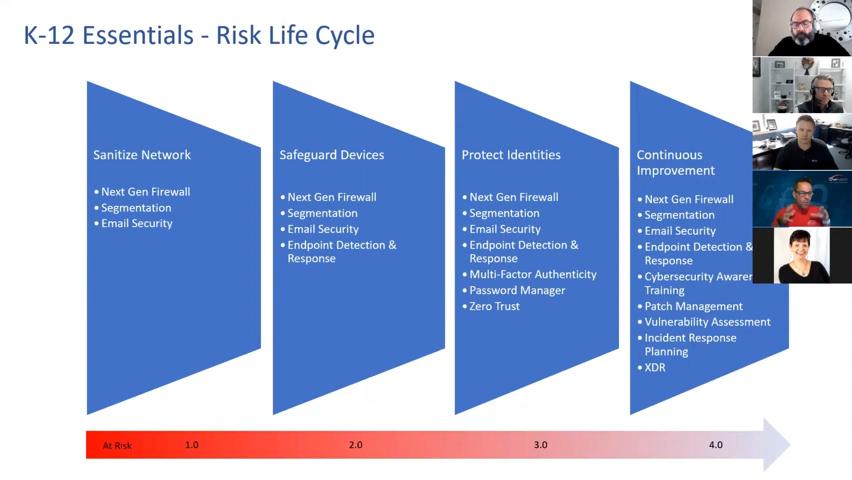 K-12 Essentials - Risk Life Cycle
Sanitize Network
• Next Gen Firewall
• Segmentation
• Email Security
Safeguard Devices
• Next Gen Firewall
• Segmentation
• Email Security
• Endpoint Detection &
Response
Protect Identities
• Next Gen Firewall
• Segmentation
• Email Security
• Endpoint Detection &
Response
• Multi-Factor Authenticity
• Password Manager
• Zero Trust
Continuous
Improvement
• Next Gen Firewall
• Segmentation
• Email Security
• Endpoint Detection &
Response
• Cybersecurity Awaren
Training
• Patch Management
• Vulnerability Assessment
• Incident Response
Planning
• XDR
At Risk 1.0 2.0 3.0 4.0